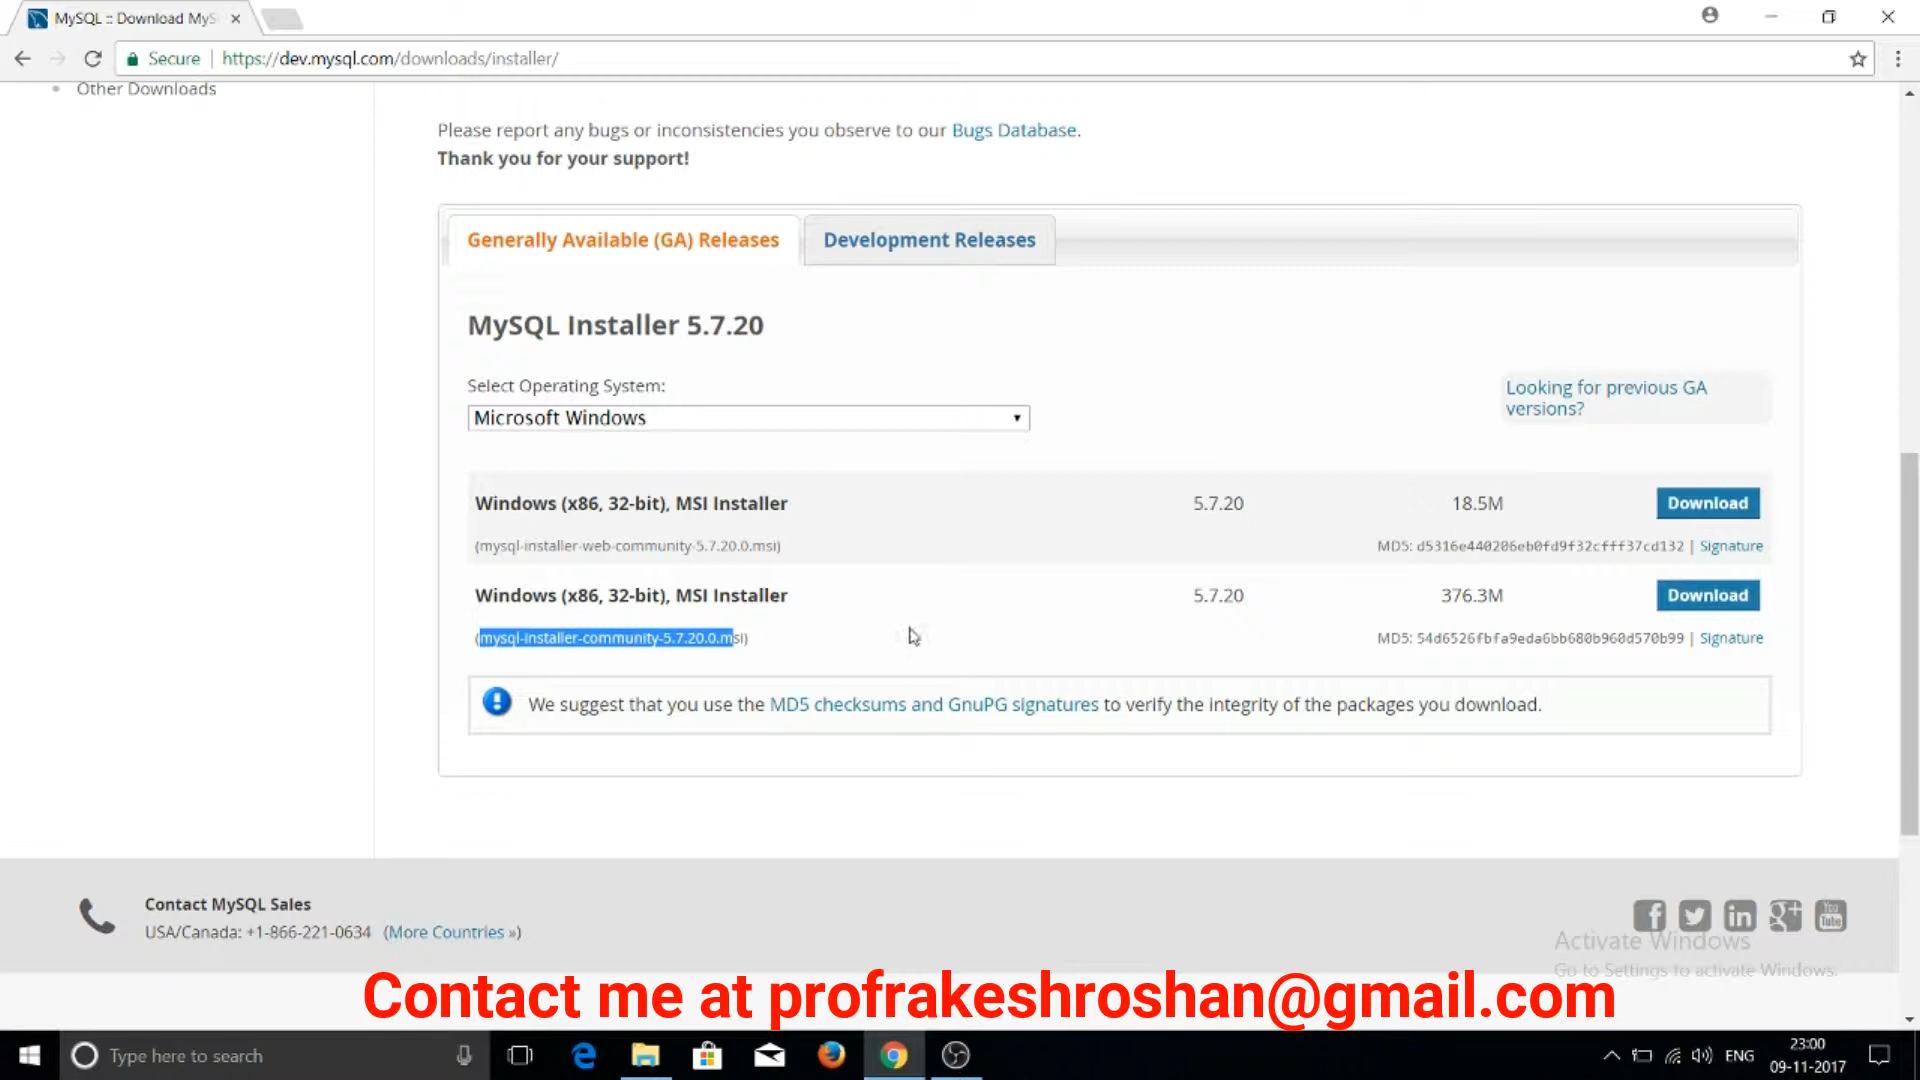 MySQL :: Download MyS
Secure | https://dev.mysql.com/downloads/installer/
Other Downloads
Please report any bugs or inconsistencies you observe to our Bugs Database.
Thank you for your support!
Generally Available (GA) Releases
Development Releases
MySQL Installer 5.7.20
Select Operating System:
Microsoft Windows
Looking for previous GA
versions?
Windows (x86, 32-bit), MSI Installer 5.7.20 18.5M Download
(mysql-installer-web-community-5.7.20.0.msi) MD5: d5316e440206eb0fd9f32cfff37cd132 | Signature
Windows (x86, 32-bit), MSI Installer 5.7.20 376.3M Download
(mysql-installer-community-5.7.20.0.msi) MD5: 54d6526fbfa9eda6bb680b960d570b99 | Signature
We suggest that you use the MD5 checksums and GnuPG signatures to verify the integrity of the packages you download.
Contact MySQL Sales
USA/Canada: +1-866-221-0634 (More Countries »)
You
Tube
Activate Windows
Go to Settings to activate Windows.
Contact me at profrakeshroshan@gmail.com
Type here to search
ENG
23:00
09-11-2017